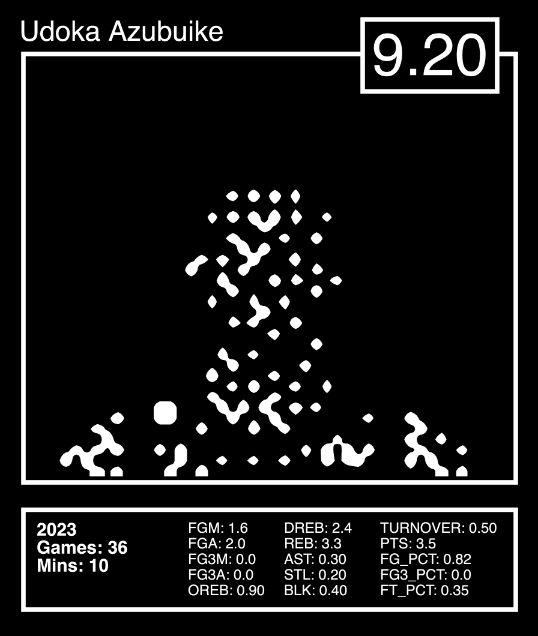 Udoka Azubuike
9.20
2023
Games: 36
Mins: 10
FGM: 1.6
FGA: 2.0
FG3M: 0.0
FG3A: 0.0
OREB: 0.90
DREB: 2.4
REB: 3.3
AST: 0.30
STL: 0.20
BLK: 0.40
TURNOVER: 0.50
PTS: 3.5
FG_PCT: 0.82
FG3_PCT: 0.0
FT_PCT: 0.35